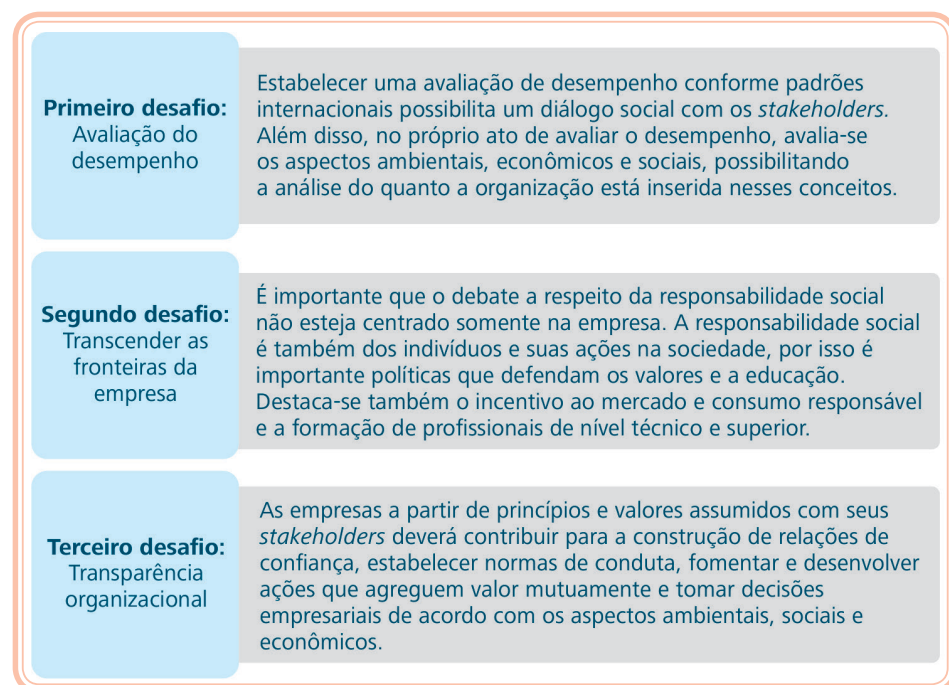 Primeiro desafio:
Avaliação do
desempenho
Estabelecer uma avaliação de desempenho conforme padrões
internacionais possibilita um diálogo social com os stakeholders.
Além disso, no próprio ato de avaliar o desempenho, avalia-se
os aspectos ambientais, econômicos e sociais, possibilitando
a análise do quanto a organização está inserida nesses conceitos.
Segundo desafio:
Transcender as
fronteiras da
empresa
É importante que o debate a respeito da responsabilidade social
não esteja centrado somente na empresa. A responsabilidade social
é também dos indivíduos e suas ações na sociedade, por isso é
importante políticas que defendam os valores e a educação.
Destaca-se também o incentivo ao mercado e consumo responsável
e a formação de profissionais de nível técnico e superior.
Terceiro desafio:
Transparência
organizacional
As empresas a partir de princípios e valores assumidos com seus
stakeholders deverá contribuir para a construção de relações de
confiança, estabelecer normas de conduta, fomentar e desenvolver
ações que agreguem valor mutuamente e tomar decisões
empresariais de acordo com os aspectos ambientais, sociais e
econômicos.